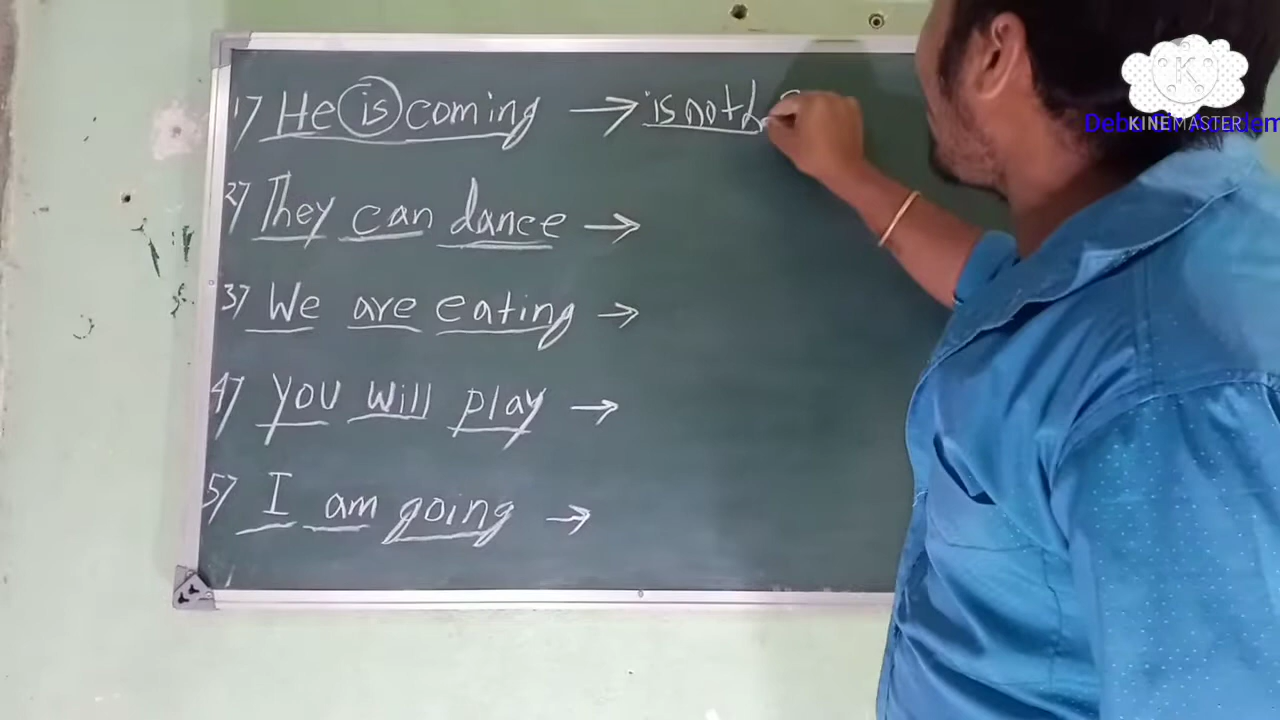 1) He is coming → is not h
2) They can dance →
3) We are eating →
4) you will play →
5) I am going →
K
KINEMASTER